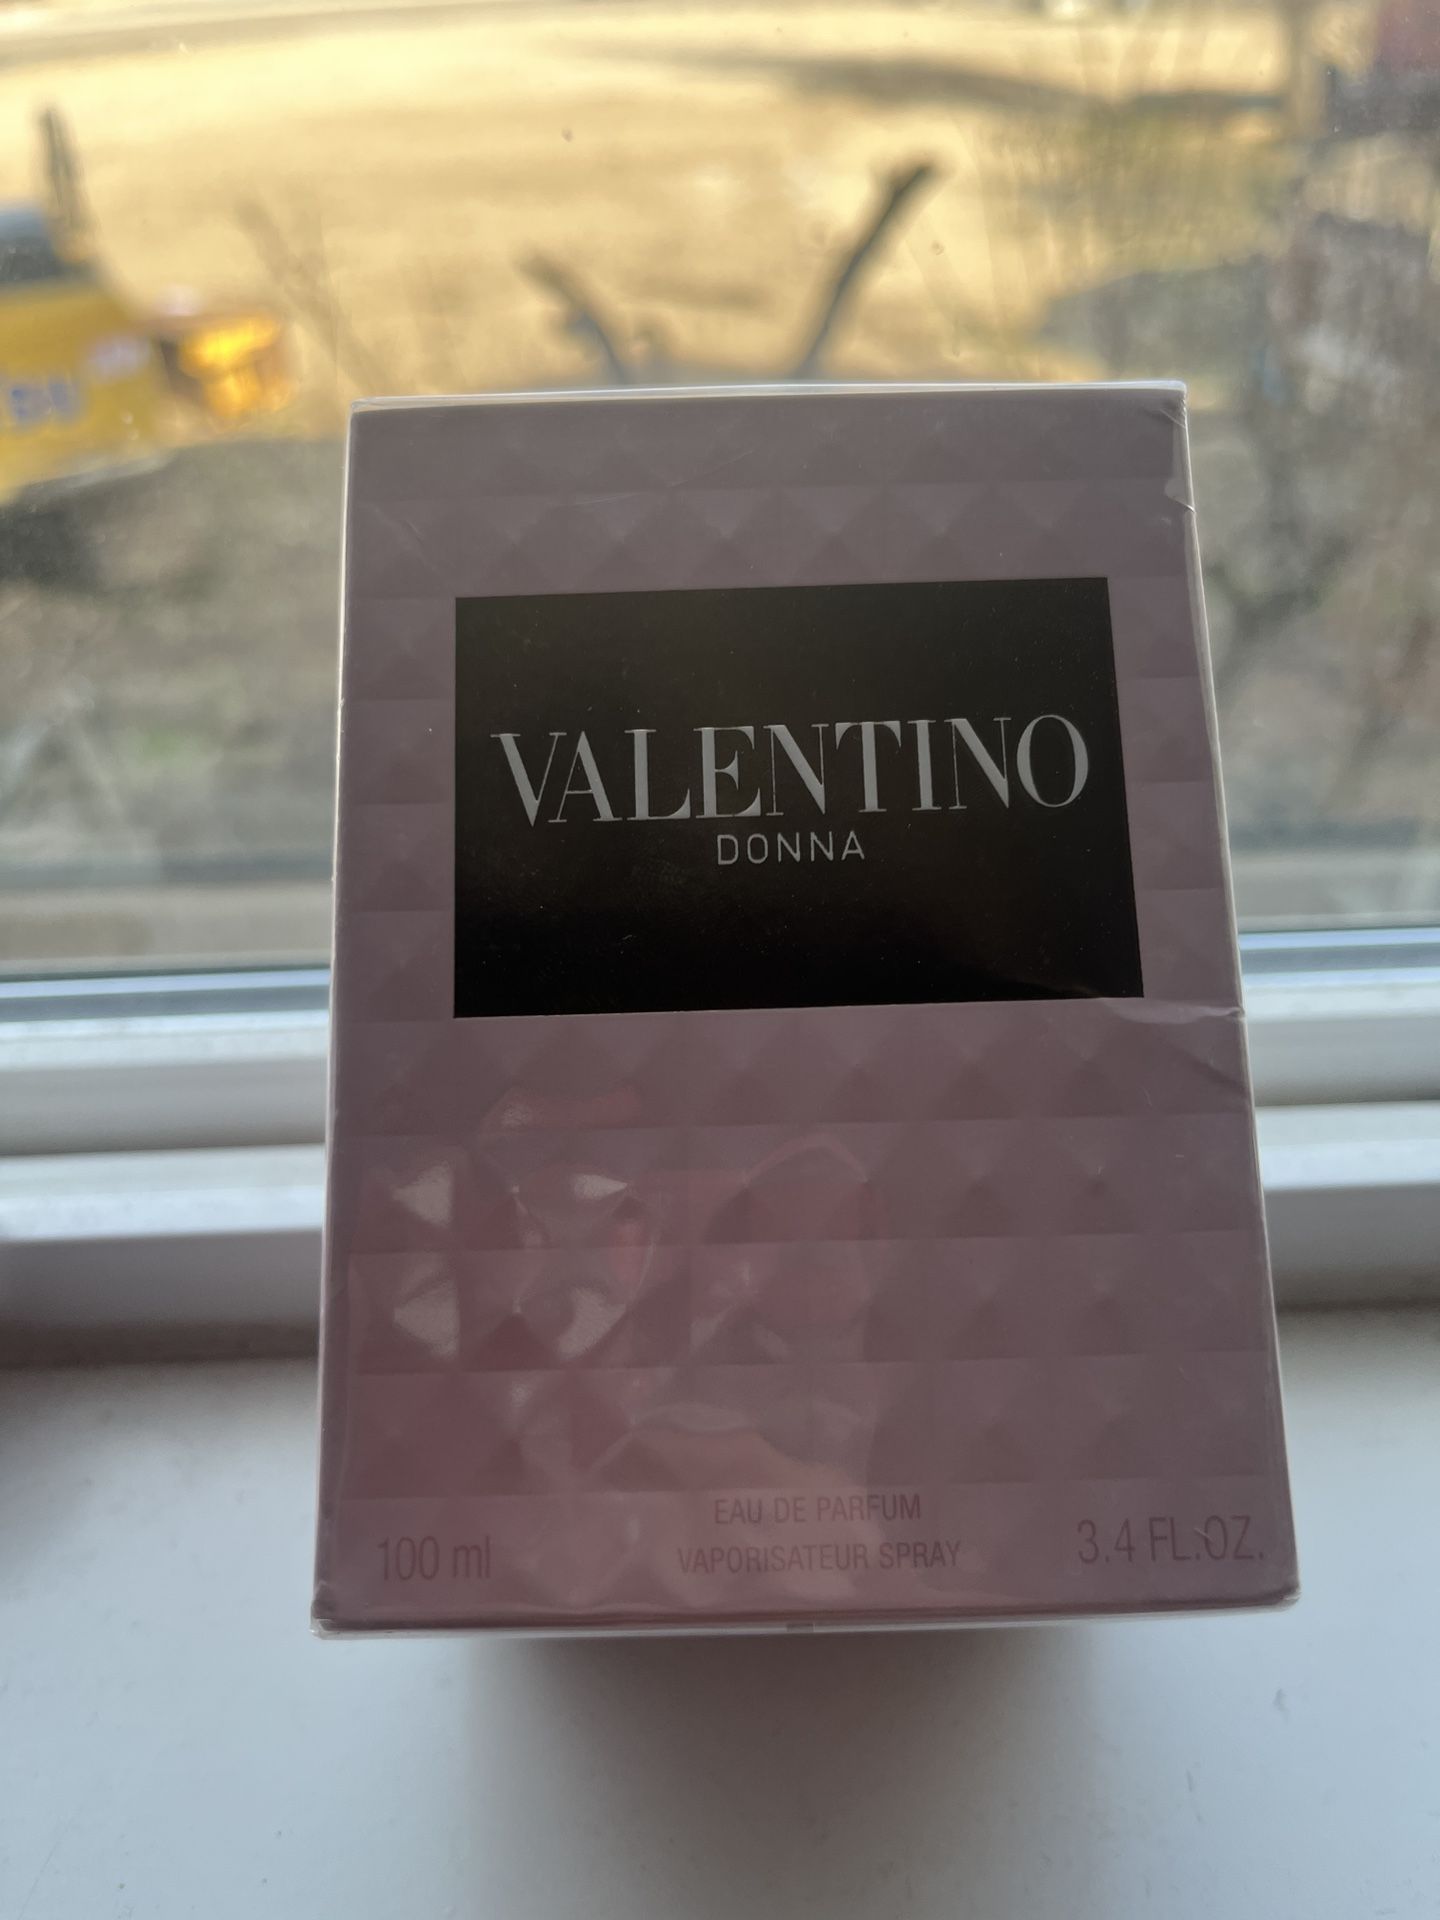 VALENTINO
DONNA
EAU DE PARFUM
100 ml VAPORISATEUR SPRAY 3.4 FL.OZ.